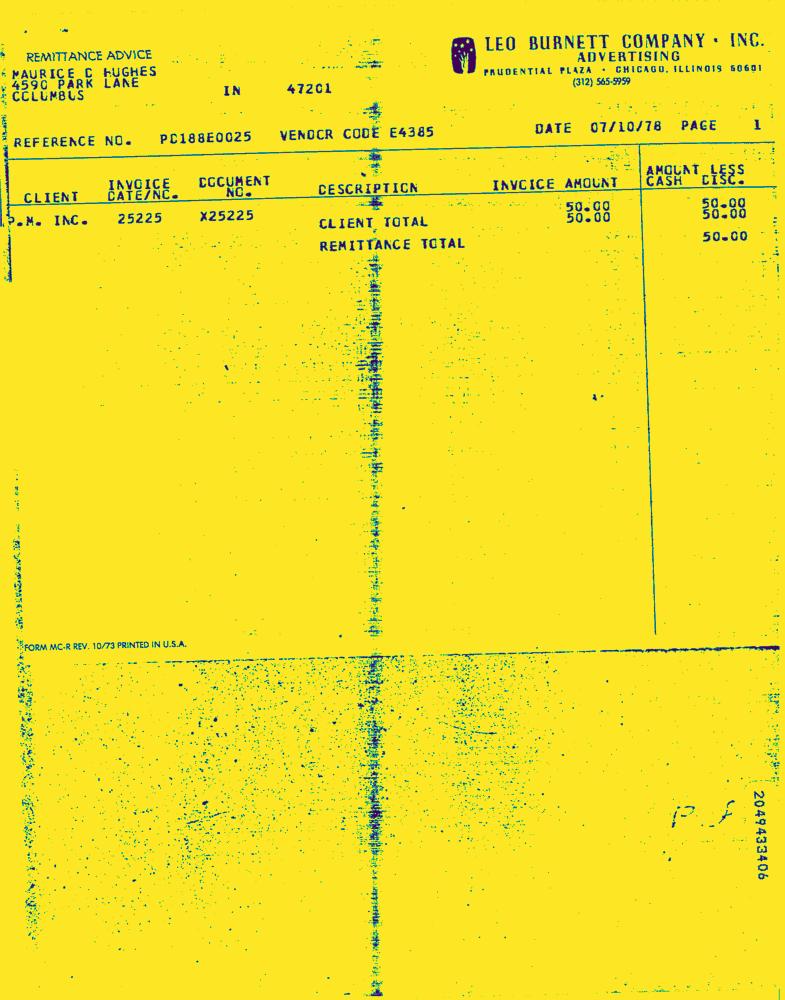 LEO BURNETT COMPANY · INC.
ADVERTISING
PRUDENTIAL PLAZA · CHICAGO, ILLINOIS 60601
(312) 565-5959
REMITTANCE ADVICE
MAURICE D HUGHES
4590 PARK LANE
COLUMBUS IN 47201
REFERENCE NO. PC188E0025 VENDOR CODE E4385 DATE 07/10/78 PAGE 1
CLIENT INVOICE DATE/NO. DOCUMENT NO. DESCRIPTION INVOICE AMOUNT AMOUNT LESS CASH DISC.
P.M. INC. 25225 X25225 50.00 50.00
CLIENT TOTAL 50.00 50.00
REMITTANCE TOTAL 50.00
FORM MC-R REV. 10/73 PRINTED IN U.S.A.
2049433406